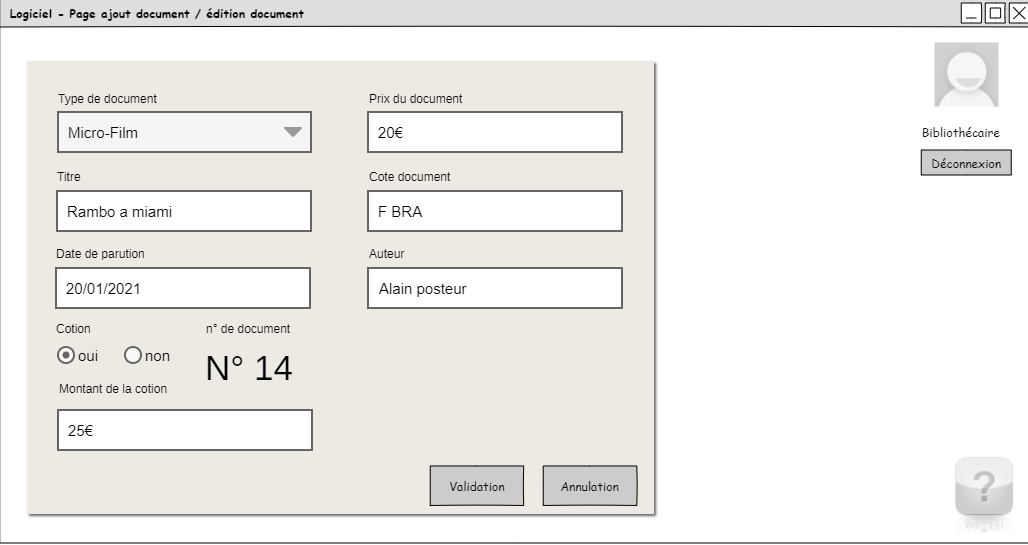 Logiciel - Page ajout document / édition document
Bibliothécaire
Déconnexion
Type de document
Micro-Film
Prix du document
20€
Titre
Rambo a miami
Cote document
F BRA
Date de parution
20/01/2021
Auteur
Alain posteur
Cotion
oui
non
n° de document
N° 14
Montant de la cotion
25€
Validation
Annulation
?